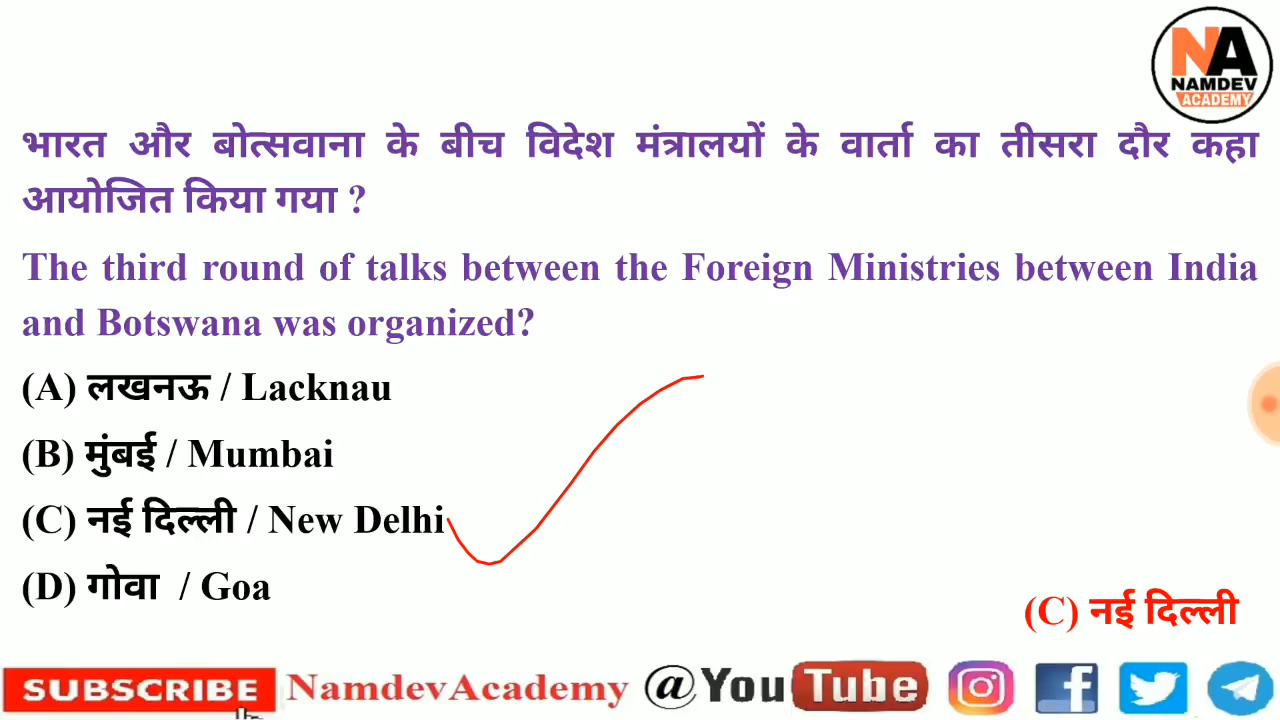 NA
NAMDEV
ACADEMY
भारत और बोत्सवाना के बीच विदेश मंत्रालयों के वार्ता का तीसरा दौर कहा
आयोजित किया गया ?
The third round of talks between the Foreign Ministries between India
and Botswana was organized?
(A) लखनऊ / Lacknau
(B) मुंबई / Mumbai
(C) नई दिल्ली / New Delhi
(D) गोवा / Goa
(C) नई दिल्ली
SUBSCRIBE NamdevAcademy @YouTube